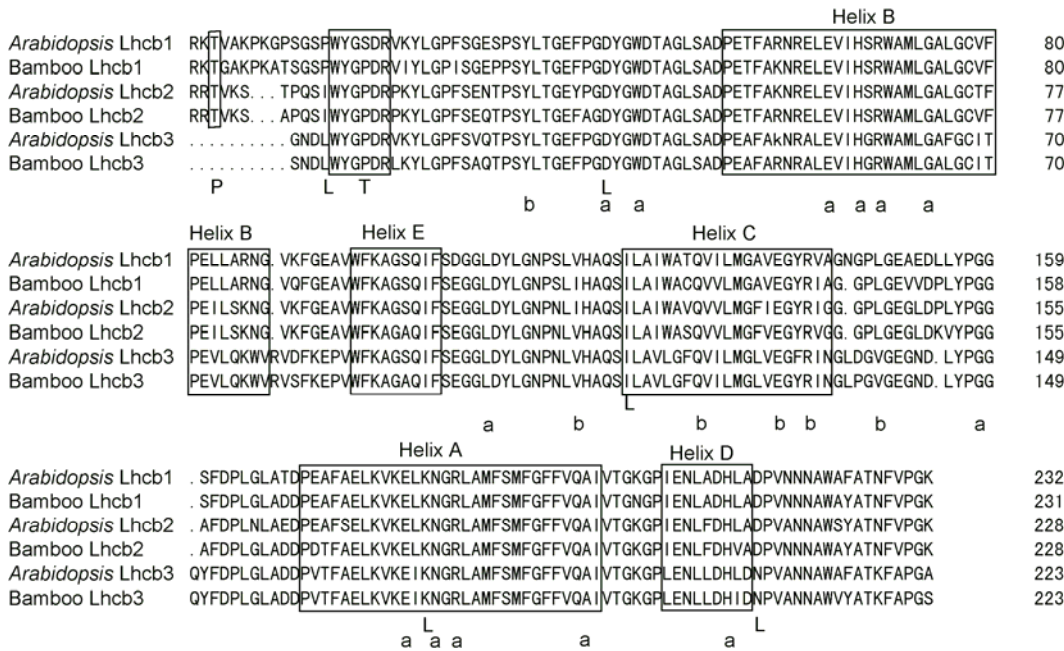 Helix B
Arabidopsis Lhcb1 RKTVAKPKGPSGSPWYGSDRVKYLGPFSGESPSYLTGEFPGDYGWDTAGLSADPETFARNRELEVIHSRWAMLGALGCVF 80
Bamboo Lhcb1 RKTGAKPKATSGSPWYGPDRVIYLGPISGEPPSYLTGEFPGDYGWDTAGLSADPETFAKNRELEVIHSRWAMLGALGCVF 80
Arabidopsis Lhcb2 RRTVKS...TPQSIWYGPDRPKYLGPFSENTPSYLTGEFPGDYGWDTAGLSADPETFAKNRELEVIHSRWAMLGALGCTF 77
Bamboo Lhcb2 RRTVKS...APQSIWYGPDRPKYLGPFSEQTPSYLTGEFPGDYGWDTAGLSADPETFAKNRELEVIHSRWAMLGALGCVF 77
Arabidopsis Lhcb3 ..........GNDLWYGPDRVKYLGPFSVQTPSYLTGEFPGDYGWDTAGLSADPEAFAkNRALEVIHGRWAMLGAFGCIT 70
Bamboo Lhcb3 ..........SNDLWYGPDRLKYLGPFSAQTPSYLTGEFPGDYGWDTAGLSADPEAFARNRALEVIHGRWAMLGALGCIT 70
P L T L
b a a a a a a
Helix B Helix E Helix C
Arabidopsis Lhcb1 PELLARNG.VKFGEAVWFKAGSQIFSDGGLDYLGNPSLVHAQSILAIWATQVILMGAVEGYRVAGNGPLGEAEDLLYPGG 159
Bamboo Lhcb1 PELLARNG.VQFGEAVWFKAGSQIFSEGGLDYLGNPSLIHAQSILAIWACQVVLMGAVEGYRIAG.GPLGEVVDPLYPGG 158
Arabidopsis Lhcb2 PEILSKNG.VKFGEAVWFKAGSQIFSEGGLDYLGNPNLIHAQSILAIWAVQVVLMGFIEGYRIGG.GPLGEGLDPLYPGG 155
Bamboo Lhcb2 PEILSKNG.VKFGEAVWFKAGAQIFSEGGLDYLGNPNLIHAQSILAIWASQVVLMGFVEGYRVGG.GPLGEGLDKVYPGG 155
Arabidopsis Lhcb3 PEVLQKWVRVDFKEPVWFKAGSQIFSEGGLDYLGNPNLVHAQSILAVLGFQVILMGLVEGFRINGLDGVGEGND.LYPGG 149
Bamboo Lhcb3 PEVLQKWVRVSFKEPVWFKAGAQIFSEGGLDYLGNPNLVHAQSILAVLGFQVILMGLVEGYRINGLPGVGEGND.LYPGG 149
L
a b b b b b a
Helix A Helix D
Arabidopsis Lhcb1 .SFDPLGLATDPEAFAELKVKELKNGRLAMFSMFGFFVQAIVTGKGPIENLADHLADPVNNNAWAFATNFVPGK 232
Bamboo Lhcb1 .SFDPLGLADDPEAFAELKVKELKNGRLAMFSMFGFFVQAIVTGNGPIENLADHLADPVNNNAWAYATNFVPGK 231
Arabidopsis Lhcb2 .AFDPLNLAEDPEAFSELKVKELKNGRLAMFSMFGFFVQAIVTGKGPIENLFDHLADPVANNAWSYATNFVPGK 228
Bamboo Lhcb2 .AFDPLGLADDPDTFAELKVKELKNGRLAMFSMFGFFVQAIVTGKGPIENLFDHVADPVANNAWAYATNFVPGK 228
Arabidopsis Lhcb3 QYFDPLGLADDPVTFAELKVKEIKNGRLAMFSMFGFFVQAIVTGKGPLENLLDHLDNPVANNAWAFATKFAPGA 223
Bamboo Lhcb3 QYFDPLGLADDPVTFAELKVKEIKNGRLAMFSMFGFFVQAIVTGKGPLENLLDHIDNPVANNAWVYATKFAPGS 223
L L
a a a a a